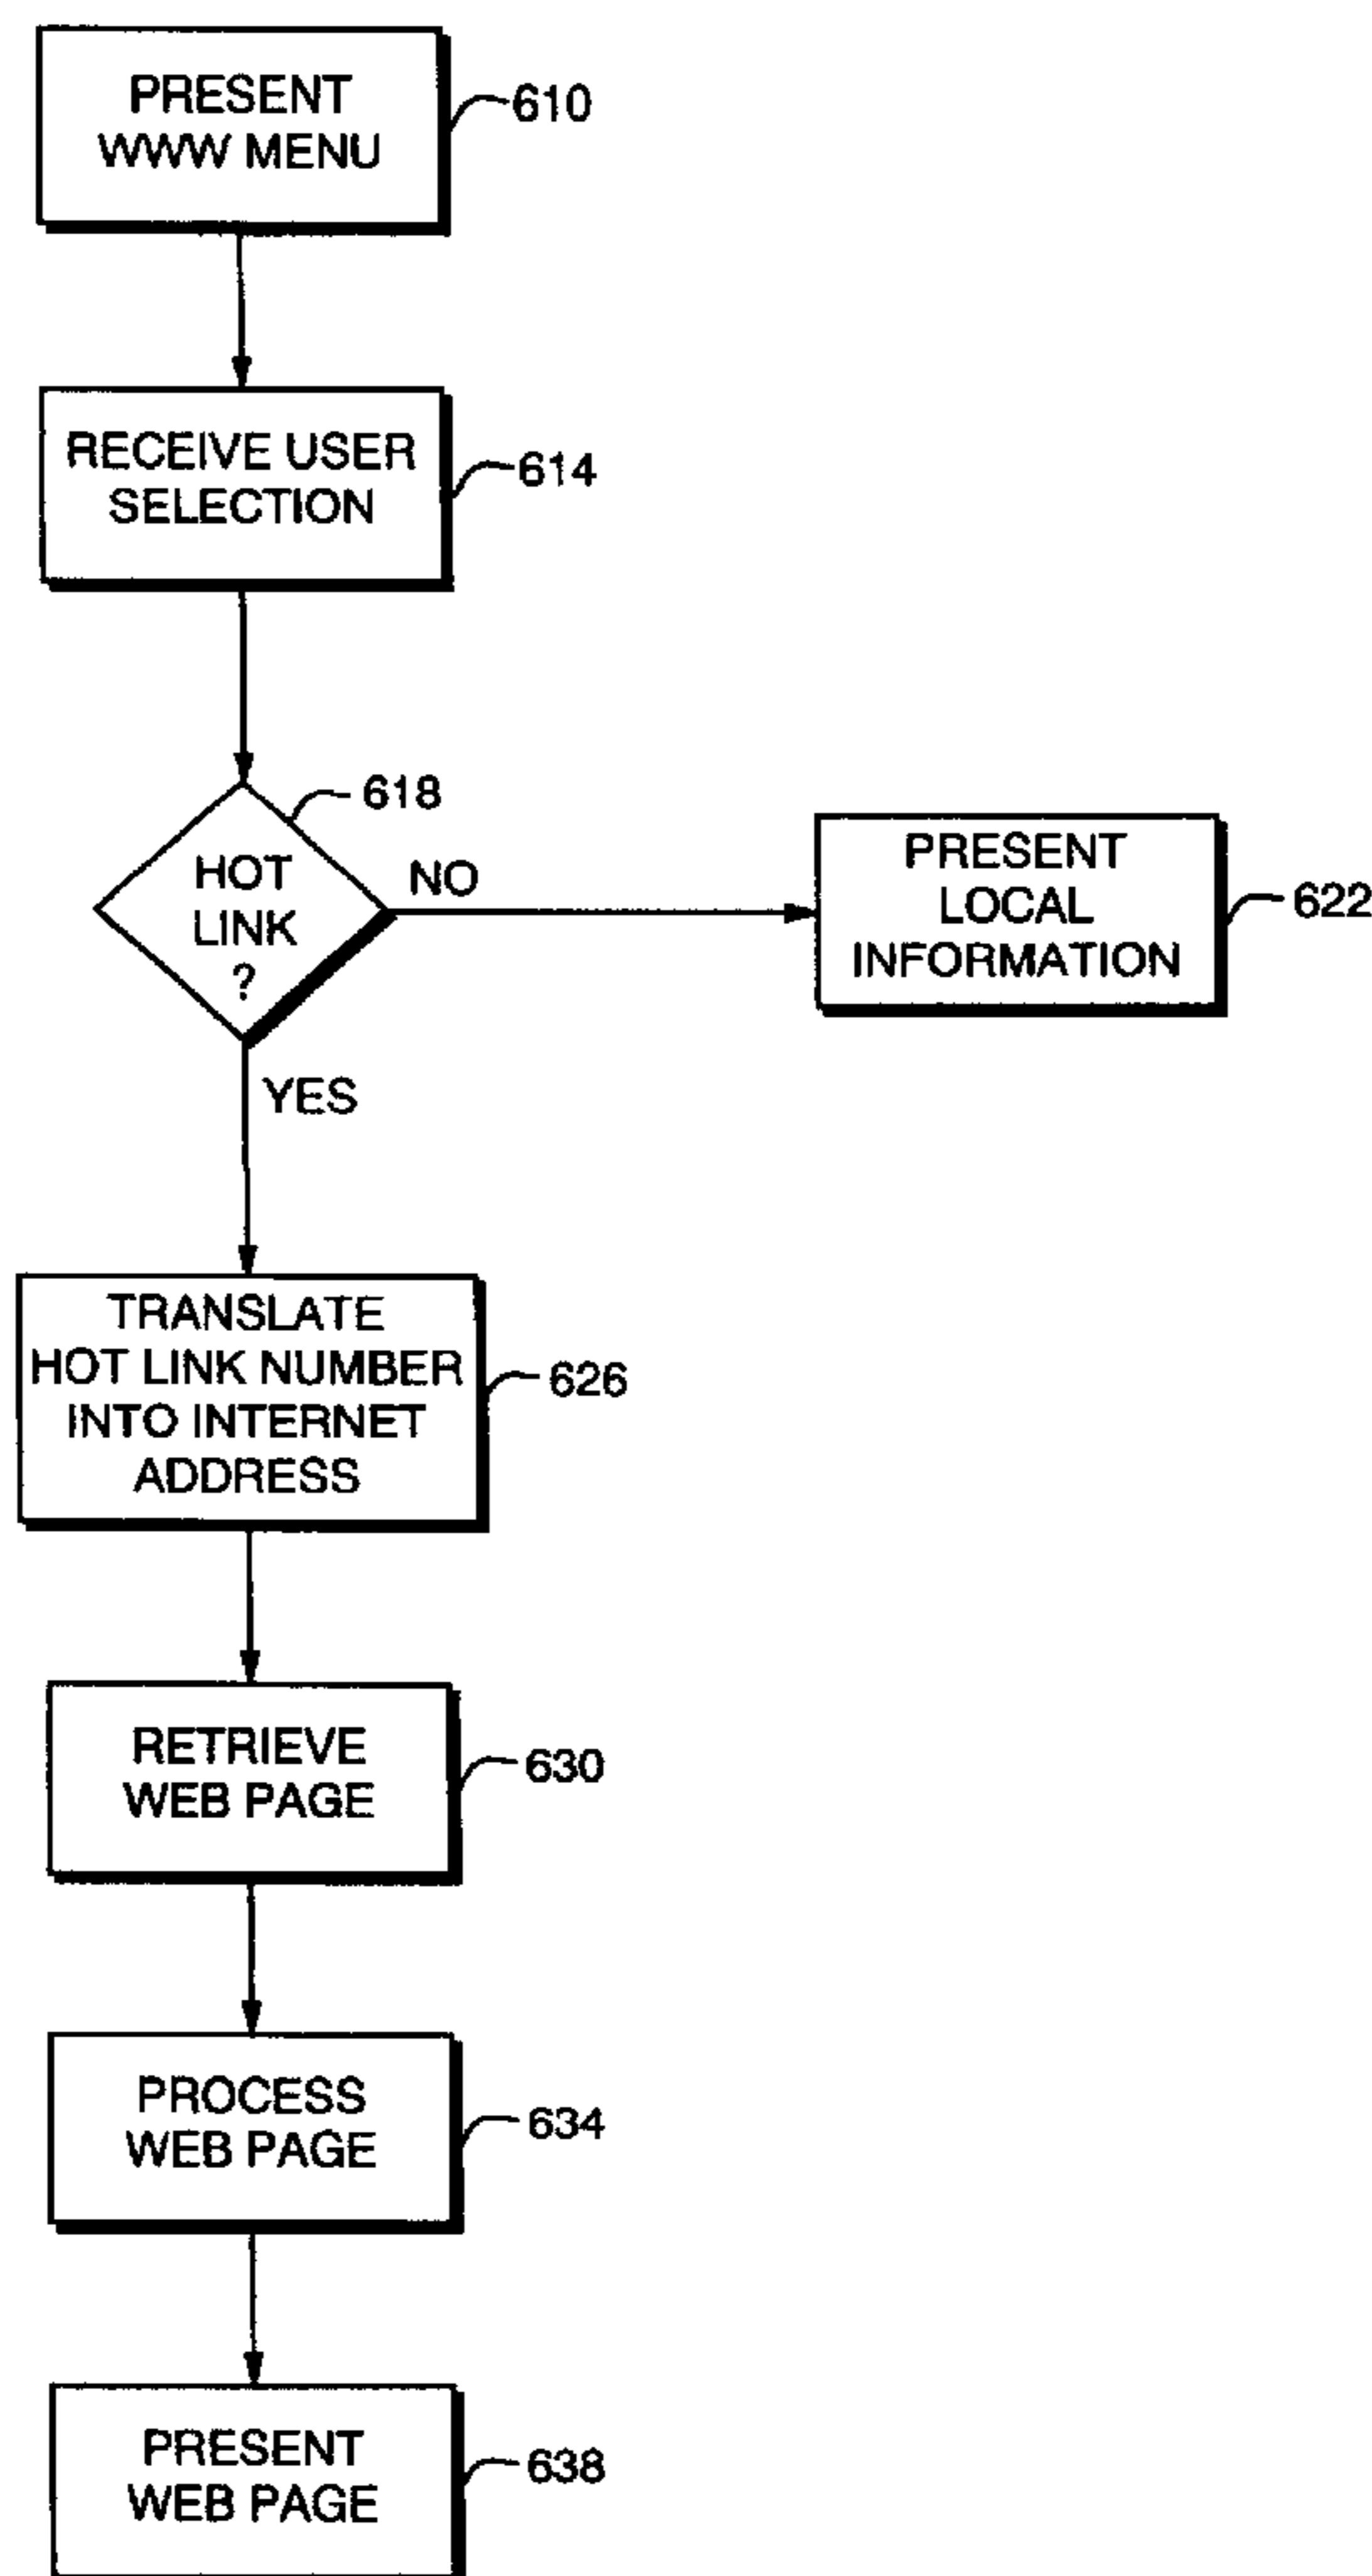 PRESENT
WWW MENU
610
RECEIVE USER
SELECTION
614
618
HOT
LINK
?
NO
PRESENT
LOCAL
INFORMATION
622
YES
TRANSLATE
HOT LINK NUMBER
INTO INTERNET
ADDRESS
626
RETRIEVE
WEB PAGE
630
PROCESS
WEB PAGE
634
PRESENT
WEB PAGE
638